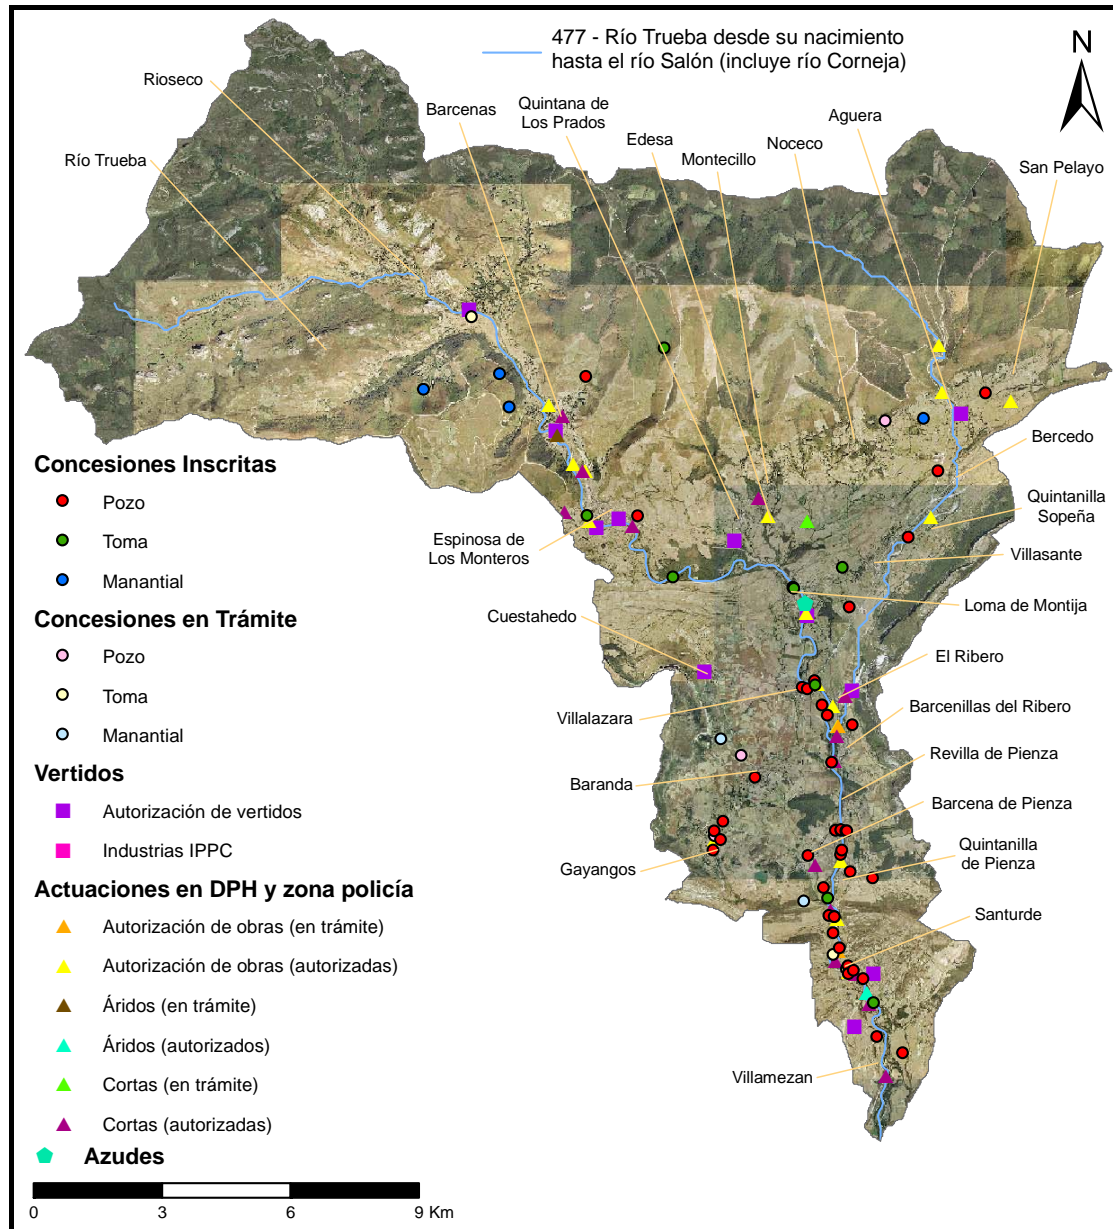 477 - Río Trueba desde su nacimiento
hasta el río Salón (incluye río Corneja)
N
Rioseco
Barcenas
Quintana de
Los Prados
Edesa
Montecillo
Noceco
Aguera
San Pelayo
Río Trueba
Bercedo
Quintanilla
Sopeña
Villasante
Loma de Montija
El Ribero
Barcenillas del Ribero
Revilla de Pienza
Barcena de Pienza
Quintanilla
de Pienza
Santurde
Espinosa de
Los Monteros
Cuestahedo
Villalazara
Baranda
Gayangos
Villamezan
Concesiones Inscritas
Pozo
Toma
Manantial
Concesiones en Trámite
Pozo
Toma
Manantial
Vertidos
Autorización de vertidos
Industrias IPPC
Actuaciones en DPH y zona policía
Autorización de obras (en trámite)
Autorización de obras (autorizadas)
Áridos (en trámite)
Áridos (autorizados)
Cortas (en trámite)
Cortas (autorizadas)
Azudes
0 3 6 9 Km